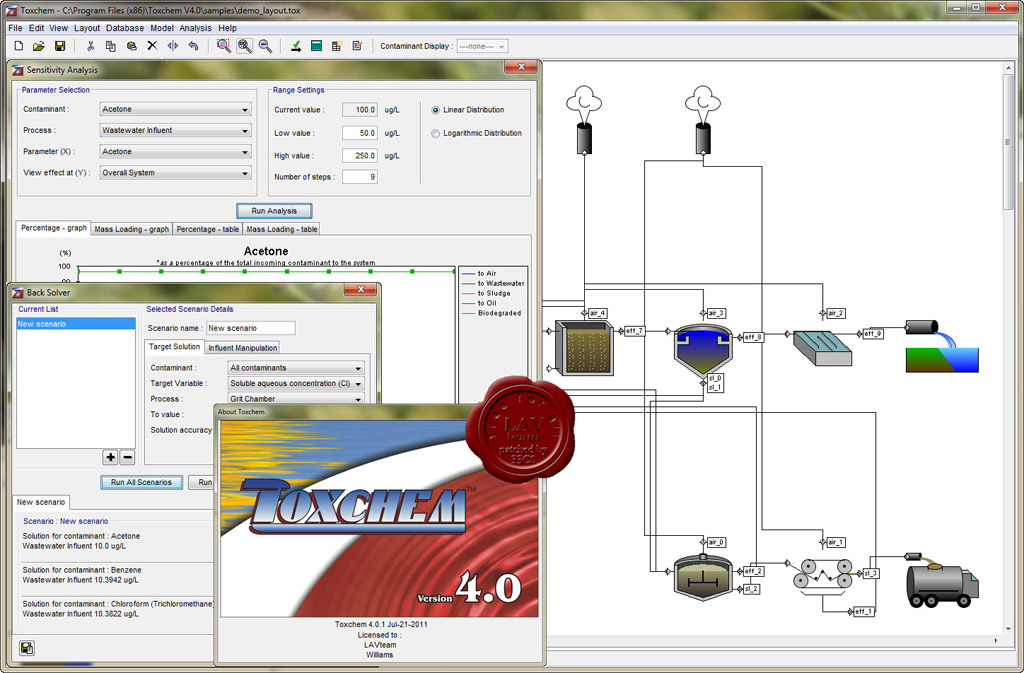 Toxchem - C:\Program Files (x86)\Toxchem V4.0\samples\demo_layout.tox
File Edit View Layout Database Model Analysis Help
Contaminant Display : ---none---
Sensitivity Analysis
Parameter Selection
Contaminant : Acetone
Process : Wastewater Influent
Parameter (X) : Acetone
View effect at (Y) : Overall System
Range Settings
Current value : 100.0 ug/L
Low value : 50.0 ug/L
High value : 250.0 ug/L
Number of steps : 9
Linear Distribution
Logarithmic Distribution
Run Analysis
Percentage - graph Mass Loading - graph Percentage - table Mass Loading - table
Acetone
*as a percentage of the total incoming contaminant to the system
(%)
100
90
to Air
to Wastewater
to Sludge
to Oil
Biodegraded
Back Solver
Current List
New scenario
Selected Scenario Details
Scenario name : New scenario
Target Solution Influent Manipulation
Contaminant : All contaminants
Target Variable : Soluble aqueous concentration (Cl)
Process : Grit Chamber
To value :
Solution accuracy
Run All Scenarios Run
New scenario
Scenario : New scenario
Solution for contaminant : Acetone
Wastewater Influent 10.0 ug/L
Solution for contaminant : Benzene
Wastewater Influent 10.3942 ug/L
Solution for contaminant : Chloroform (Trichloromethane)
Wastewater Influent 10.3822 ug/L
About Toxchem
TOXCHEM™
Version 4.0
Toxchem 4.0.1 Jul-21-2011
Licensed to :
LAVteam
Williams
LAV
team
patched by
air_4
eff_7
air_3
eff_8
sl_0
sl_1
air_2
eff_9
air_0
eff_2
sl_2
air_1
sl_3
eff_1